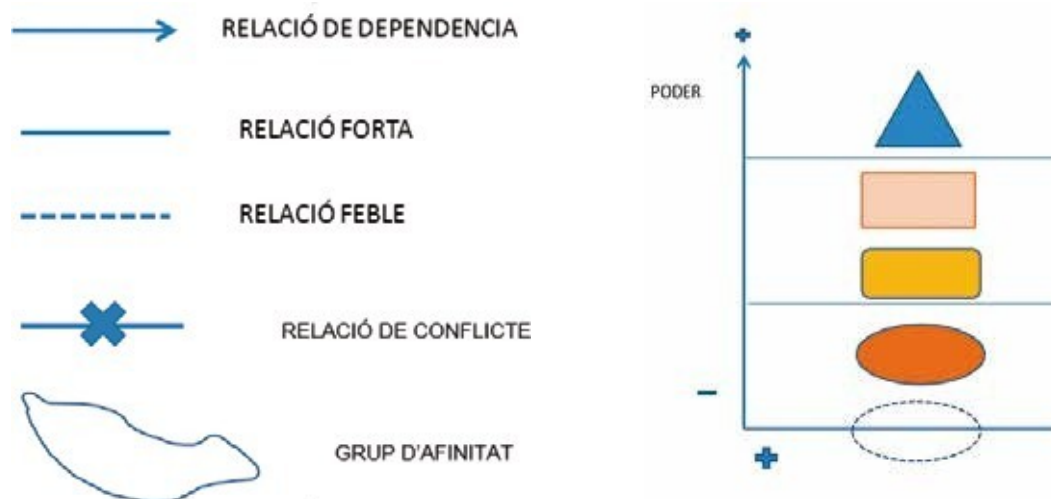 RELACIÓ DE DEPENDENCIA
RELACIÓ FORTA
RELACIÓ FEBLE
RELACIÓ DE CONFLICTE
GRUP D'AFINITAT
+
PODER
−
+